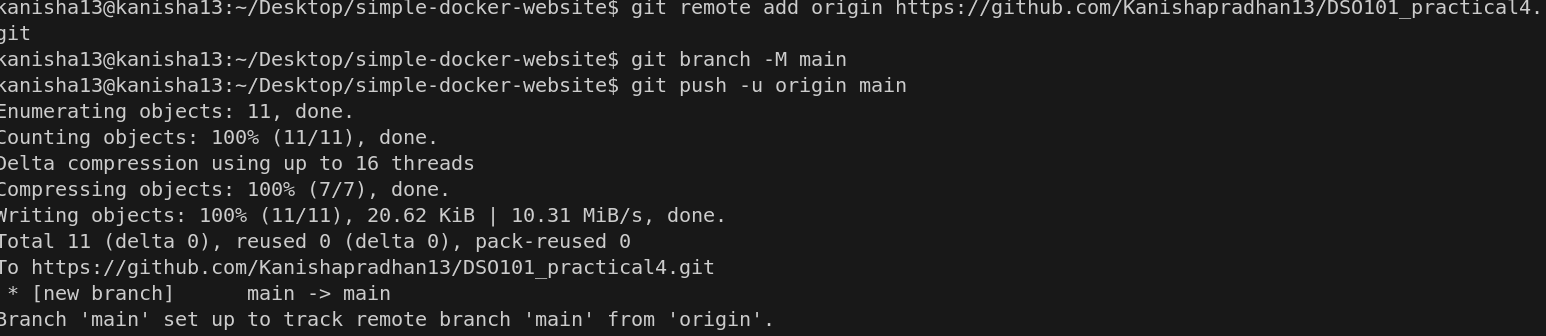 kanisha13@kanisha13:~/Desktop/simple-docker-website$ git remote add origin https://github.com/Kanishapradhan13/DSO101_practical4.
git
kanisha13@kanisha13:~/Desktop/simple-docker-website$ git branch -M main
kanisha13@kanisha13:~/Desktop/simple-docker-website$ git push -u origin main
Enumerating objects: 11, done.
Counting objects: 100% (11/11), done.
Delta compression using up to 16 threads
Compressing objects: 100% (7/7), done.
Writing objects: 100% (11/11), 20.62 KiB | 10.31 MiB/s, done.
Total 11 (delta 0), reused 0 (delta 0), pack-reused 0
To https://github.com/Kanishapradhan13/DSO101_practical4.git
 * [new branch]      main -> main
Branch 'main' set up to track remote branch 'main' from 'origin'.